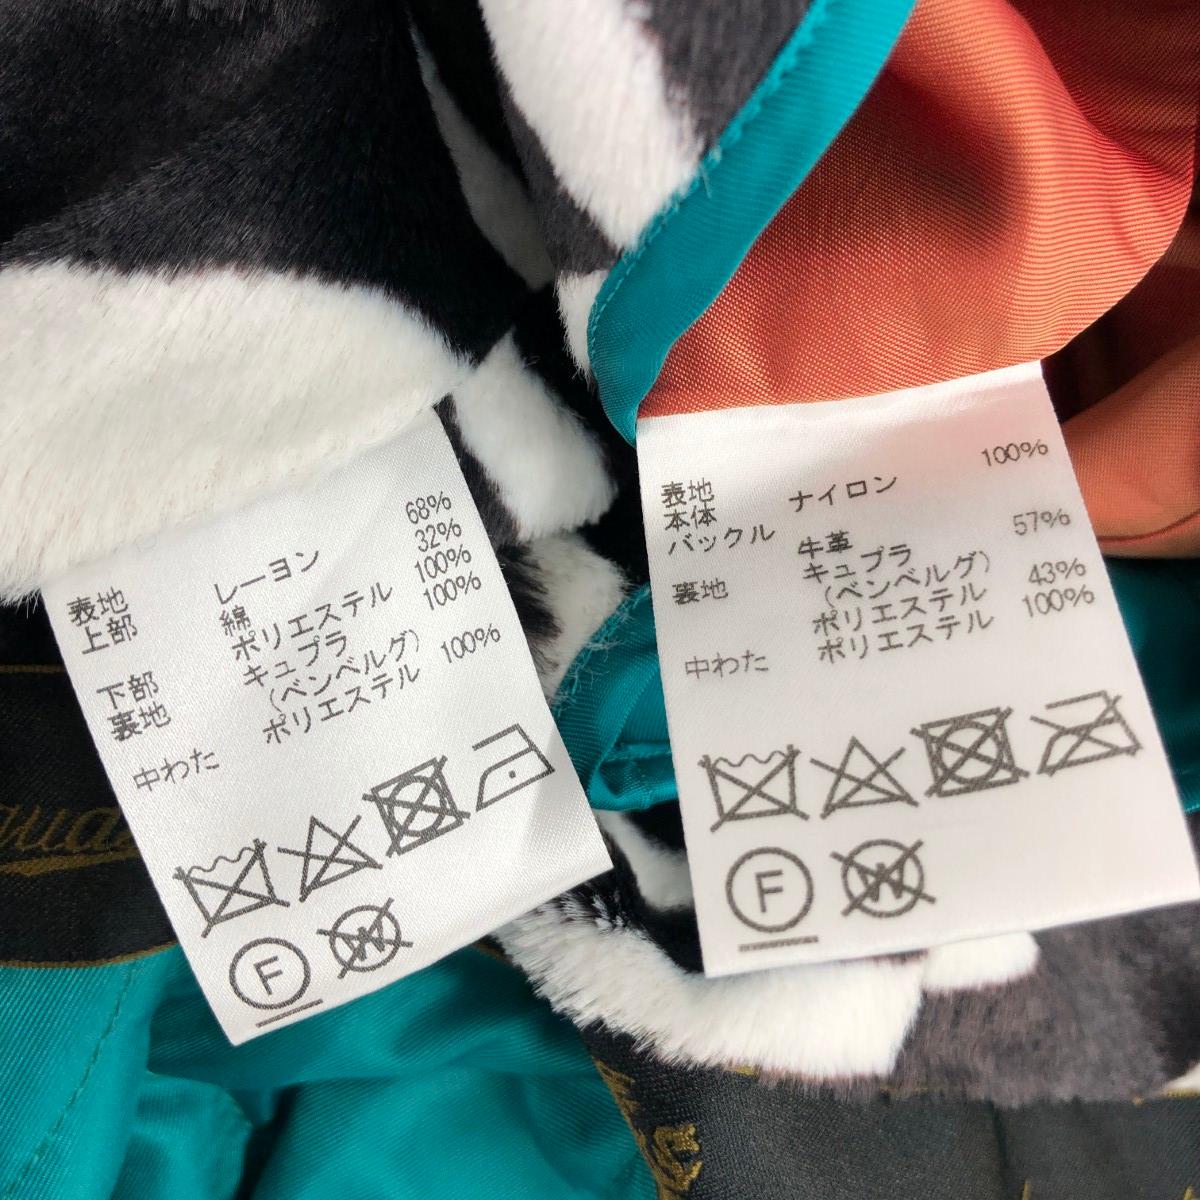 68%
表地 レーヨン 32%
上部 綿 100%
ポリエステル 100%
下部 キュプラ
裏地 (ベンベルグ) 100%
ポリエステル
中わた
F
W
100%
表地
本体 ナイロン
バックル 57%
牛革
裏地 キュプラ
(ベンベルグ) 43%
ポリエステル 100%
中わた ポリエステル
F
W